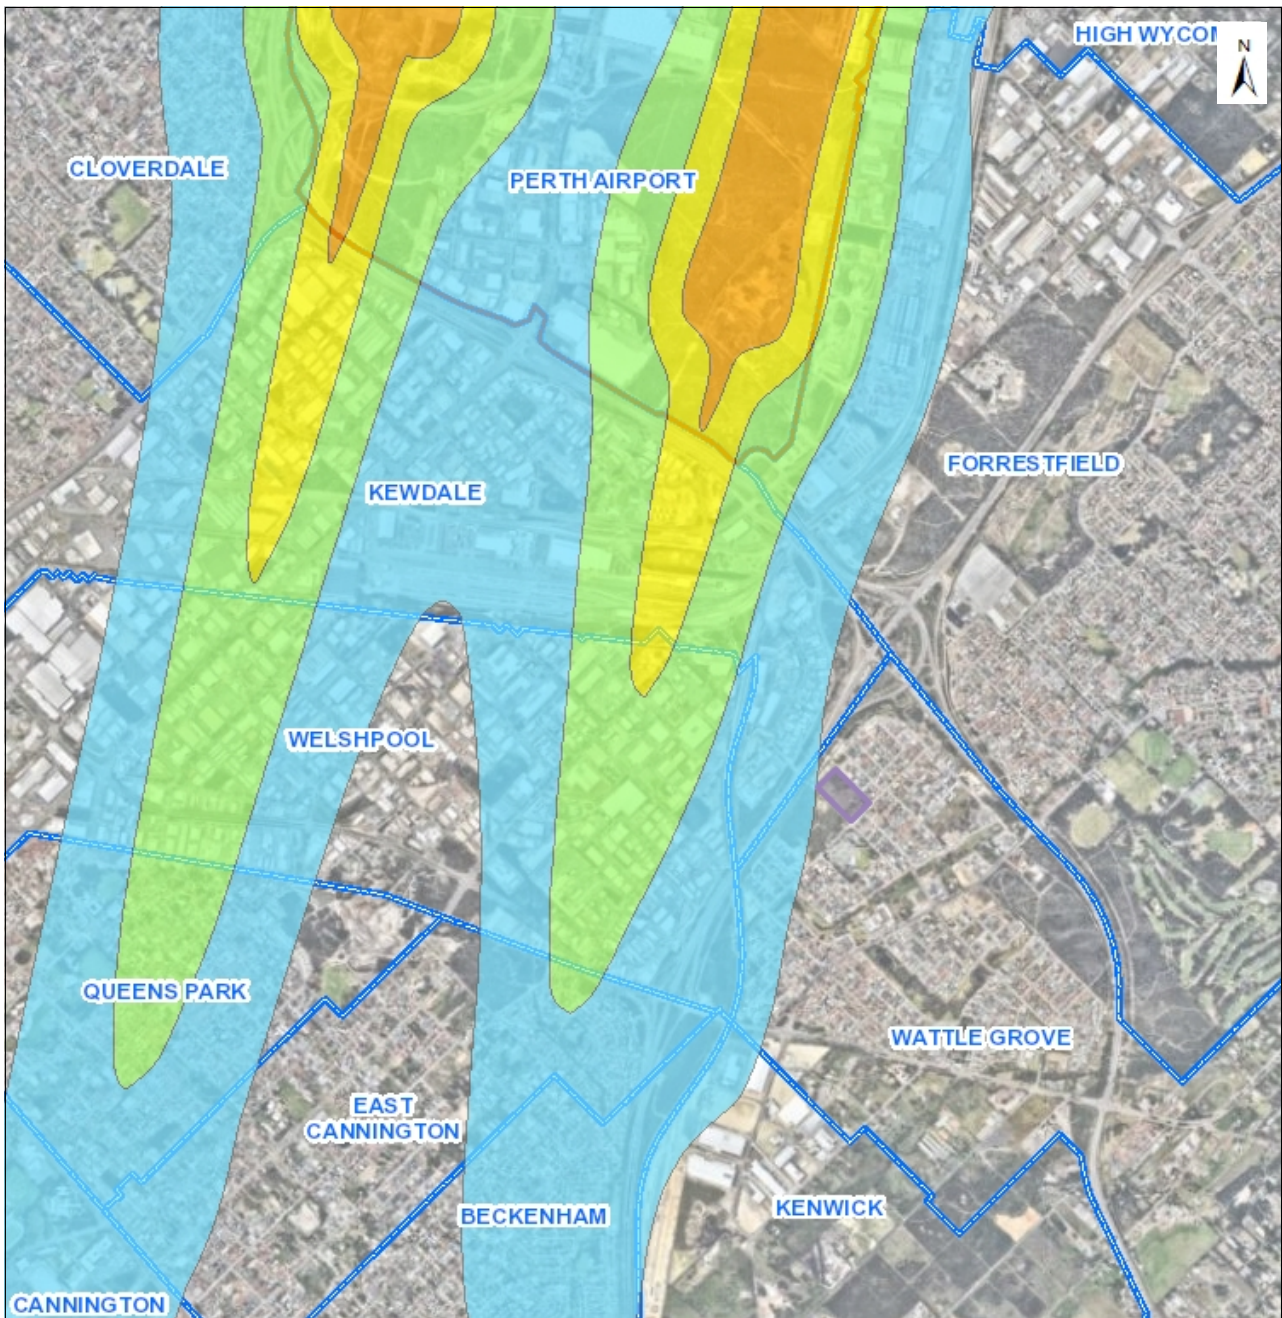 HIGH WYCOM
N
CLOVERDALE
PERTH AIRPORT
FORRESTFIELD
KEWDALE
WELSHPOOL
QUEENS PARK
WATTLE GROVE
EAST
CANNINGTON
KENWICK
BECKENHAM
CANNINGTON